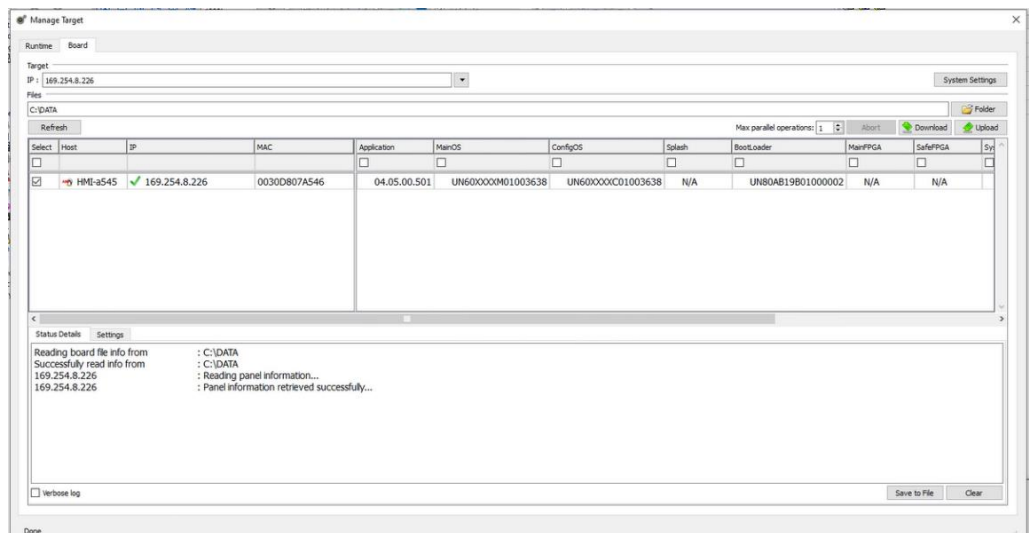 Manage Target
Runtime Board
Target
IP : 169.254.8.226 System Settings
Files
C:\DATA Folder
Refresh Max parallel operations: 1 Abort Download Upload
Select Host IP MAC Application MainOS ConfigOS Splash BootLoader MainFPGA SafeFPGA
HMI-a545 169.254.8.226 0030D807A546 04.05.00.501 UN60XXXXM01003638 UN60XXXXC01003638 N/A UN80AB19B01000002 N/A N/A
Status Details Settings
Reading board file info from : C:\DATA
Successfully read info from : C:\DATA
169.254.8.226 : Reading panel information...
169.254.8.226 : Panel information retrieved successfully...
Verbose log Save to File Clear
Done